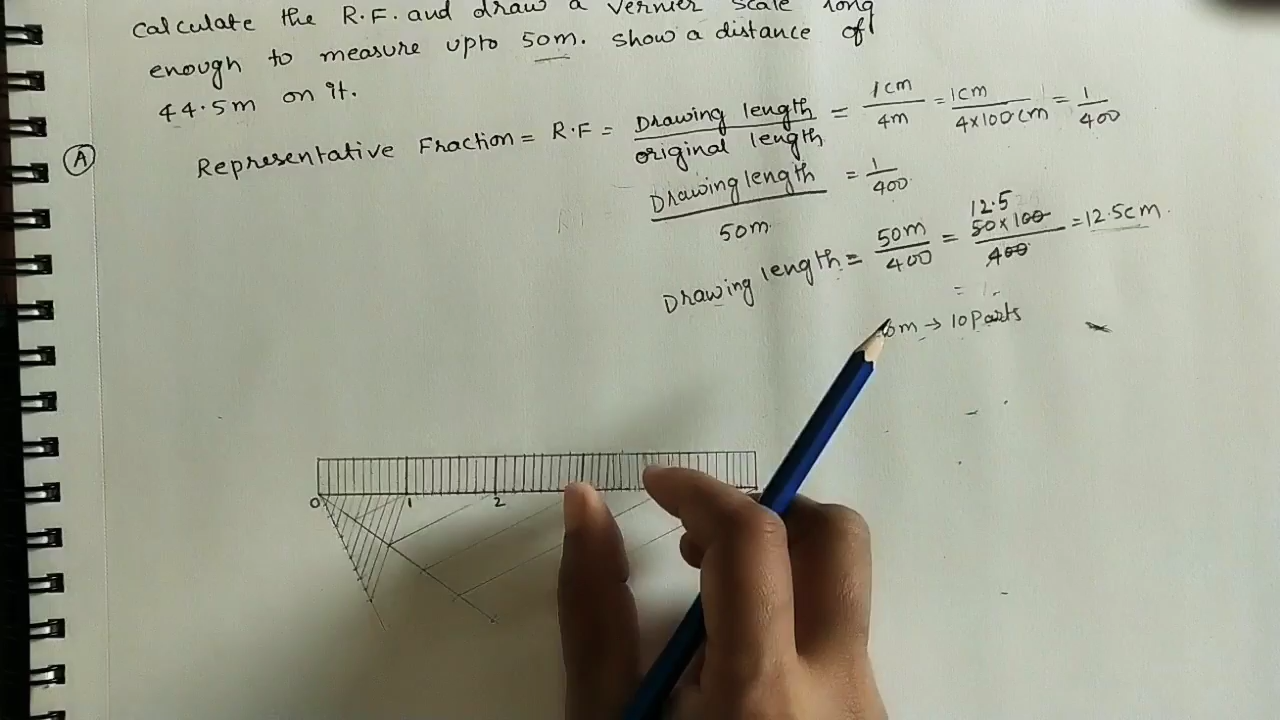 calculate the R.F. and draw a Vernier scale long
enough to measure upto 50m. show a distance of
44.5m on it.
A Representative Fraction = R.F = Drawing length / original length = 1cm / 4m = 1cm / 4x100cm = 1 / 400
Drawing length / 50m = 1 / 400
Drawing length = 50m / 400 = 12.5 50x100 / 400 = 12.5cm.
m → 10 Parts
0 1 2